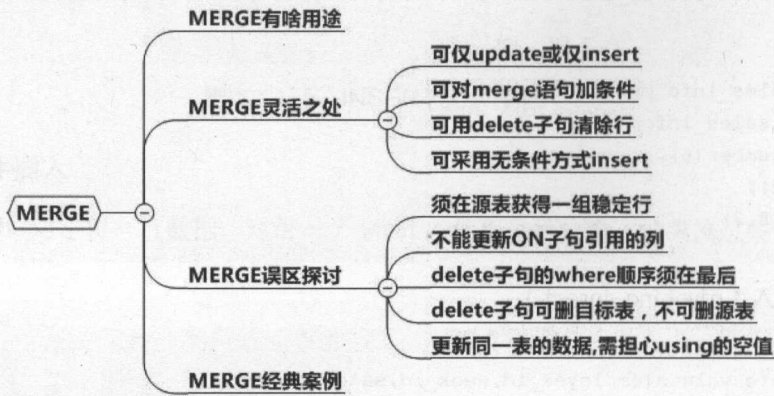 MERGE
MERGE有啥用途
MERGE灵活之处
可仅update或仅insert
可对merge语句加条件
可用delete子句清除行
可采用无条件方式insert
MERGE误区探讨
须在源表获得一组稳定行
不能更新ON子句引用的列
delete子句的where顺序须在最后
delete子句可删目标表，不可删源表
更新同一表的数据,需担心using的空值
MERGE经典案例